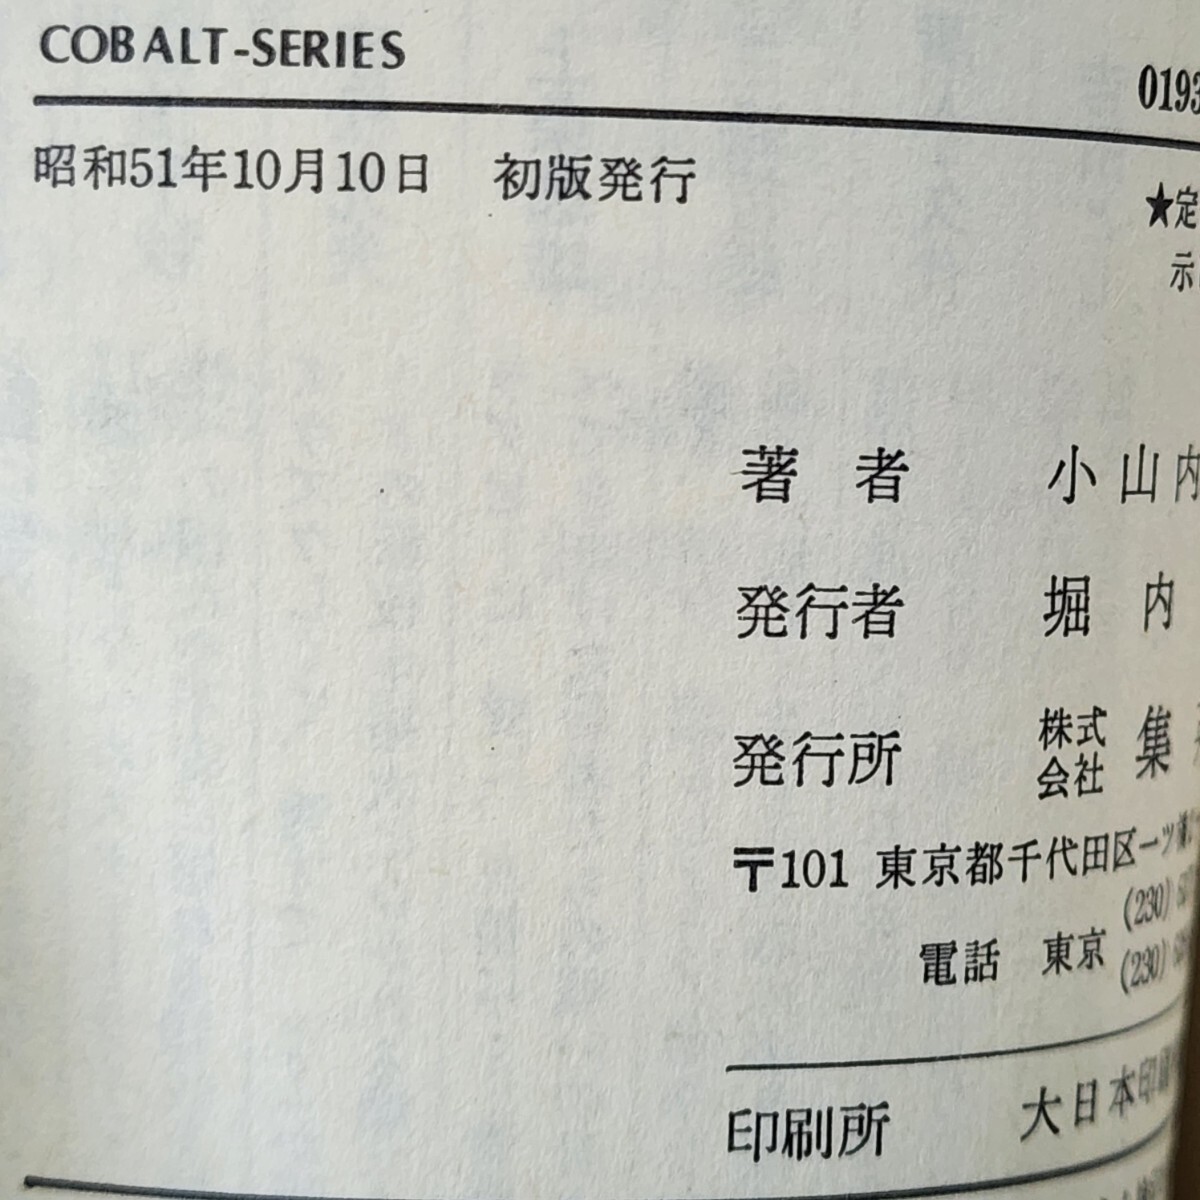 COBALT-SERIES
0193
昭和51年10月10日 初版発行
★定
示
著者 小山内
発行者 堀内
発行所 株式会社 集
〒101 東京都千代田区一ツ
(230)
電話 東京
(230)
印刷所 大日本印刷